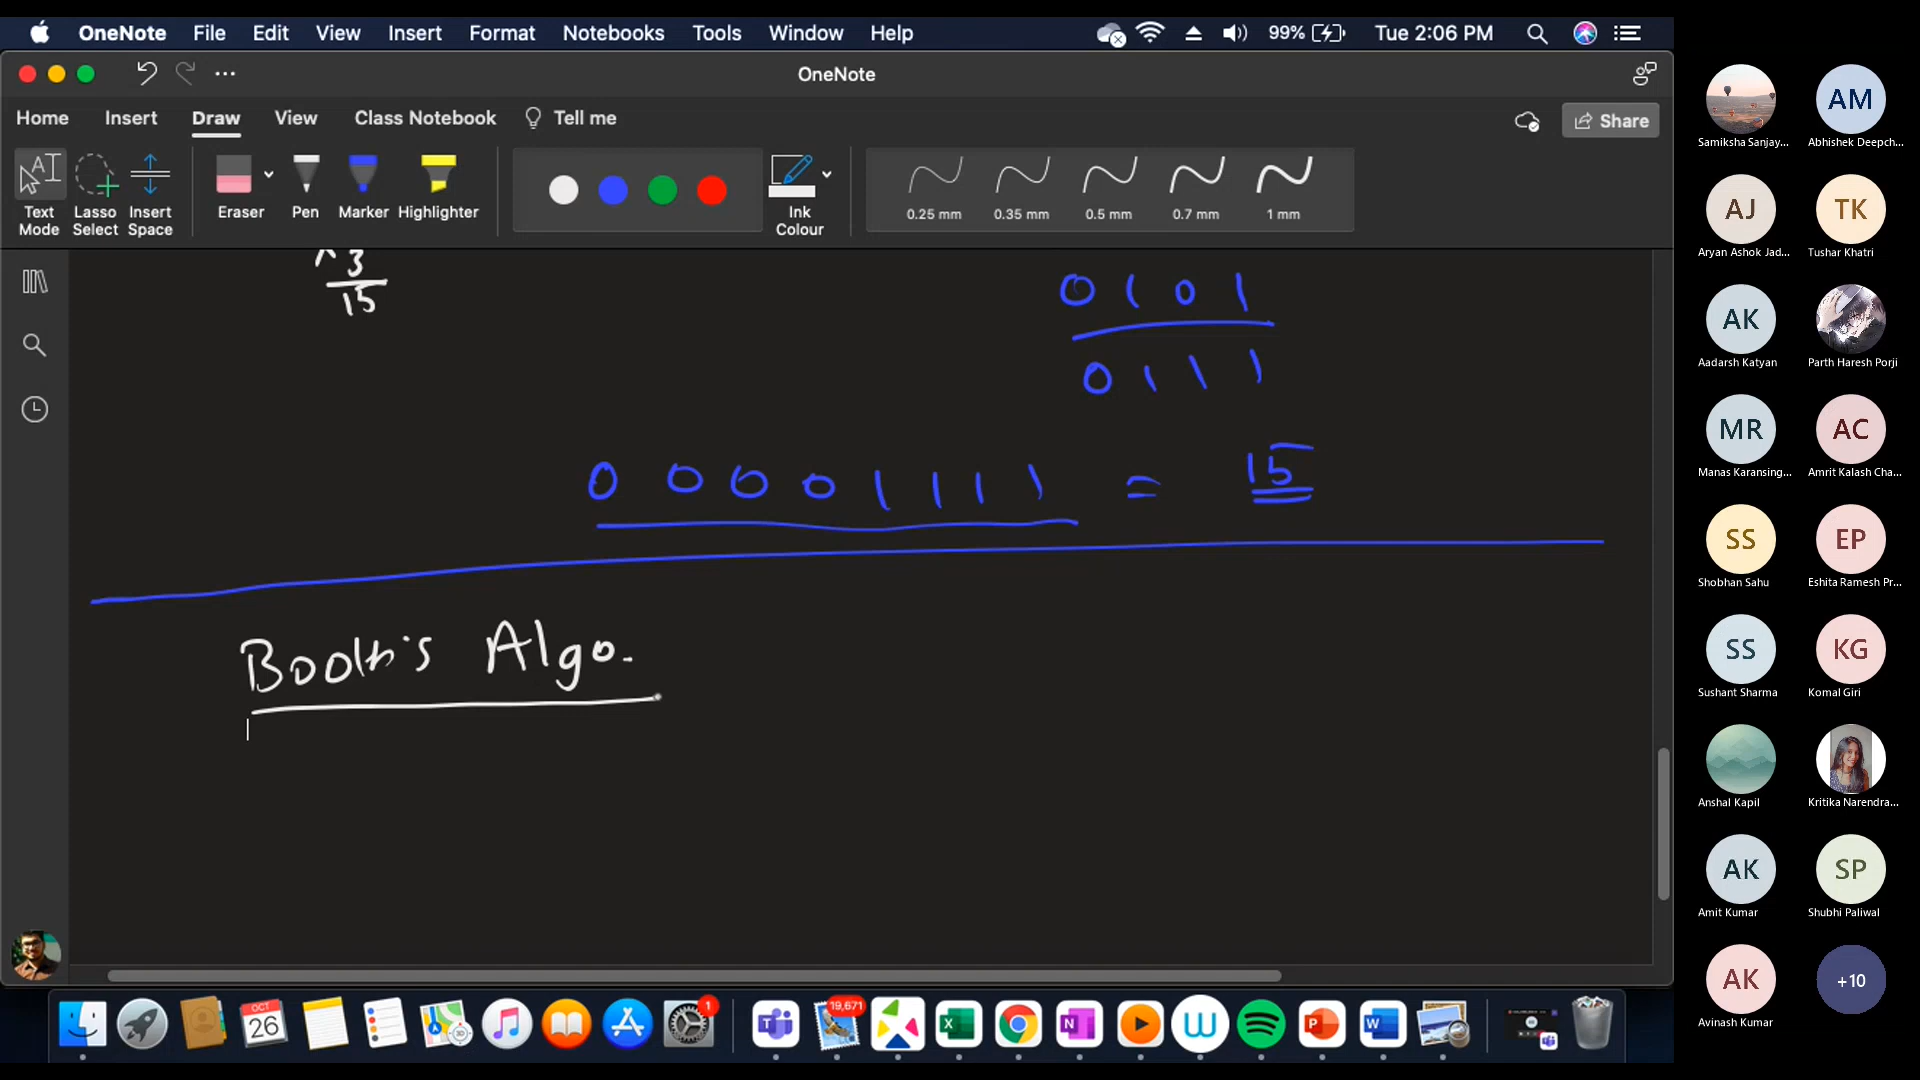 OneNote File Edit View Insert Format Notebooks Tools Window Help 99% Tue 2:06 PM
OneNote
Home Insert Draw View Class Notebook Tell me Share
Text Mode Lasso Select Insert Space Eraser Pen Marker Highlighter Ink Colour 0.25 mm 0.35 mm 0.5 mm 0.7 mm 1 mm
3
15
0 1 0 1
0 1 1 1
0 0 0 0 1 1 1 1 = 15
Booth's Algo.
Samiksha Sanjay...
AM
Abhishek Deepch...
AJ
Aryan Ashok Jad...
TK
Tushar Khatri
AK
Aadarsh Katyan
Parth Haresh Porji
MR
Manas Karansing...
AC
Amrit Kalash Cha...
SS
Shobhan Sahu
EP
Eshita Ramesh Pr...
SS
Sushant Sharma
KG
Komal Giri
Anshal Kapil
Kritika Narendra...
AK
Amit Kumar
SP
Shubhi Paliwal
AK
Avinash Kumar
+10
OCT
26
19,671
1